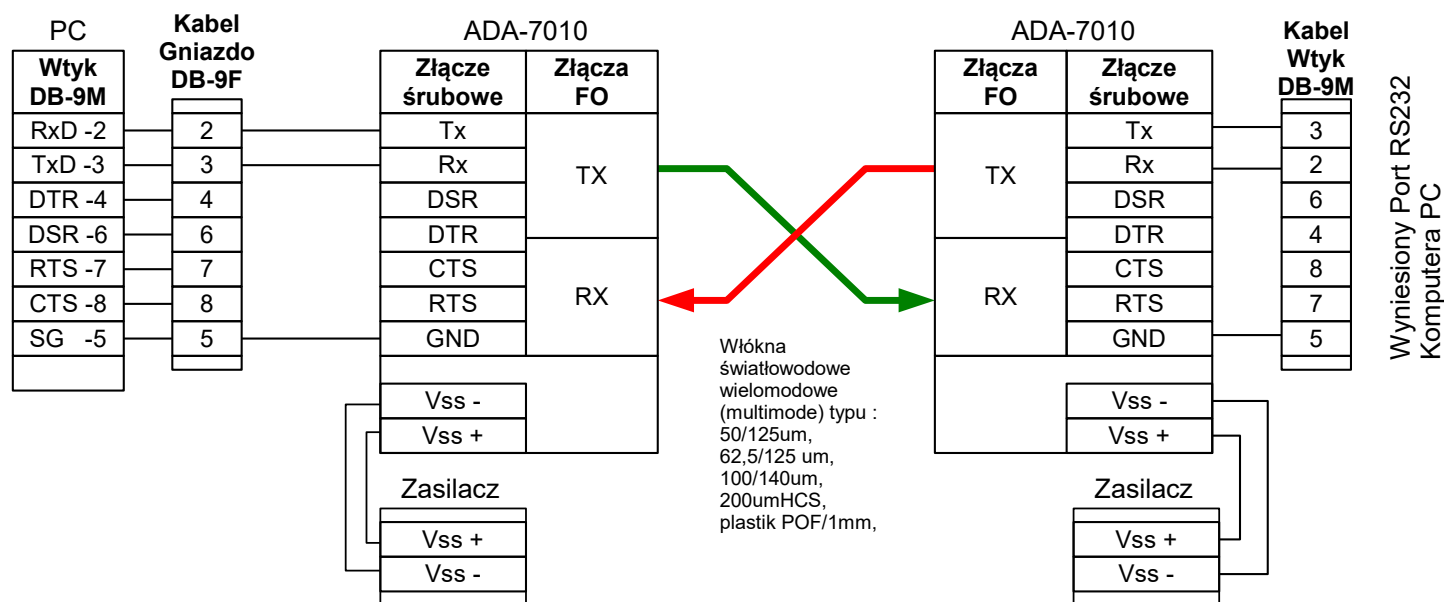 PC
Kabel
Gniazdo
DB-9F
ADA-7010
ADA-7010
Kabel
Wtyk
DB-9M
Wtyk
DB-9M
Złącze
śrubowe
Złącza
FO
Złącza
FO
Złącze
śrubowe
RxD -2
2
Tx
Tx
3
TxD -3
3
Rx
TX
TX
Rx
2
DTR -4
4
DSR
DSR
6
DSR -6
6
DTR
DTR
4
RTS -7
7
CTS
CTS
8
CTS -8
8
RTS
RX
RX
RTS
7
SG -5
5
GND
GND
5
Wyniesiony Port RS232
Komputera PC
Włókna
światłowodowe
wielomodowe
(multimode) typu :
50/125um,
62,5/125 um,
100/140um,
200umHCS,
plastik POF/1mm,
Vss -
Vss +
Vss -
Vss +
Zasilacz
Vss +
Vss -
Zasilacz
Vss +
Vss -